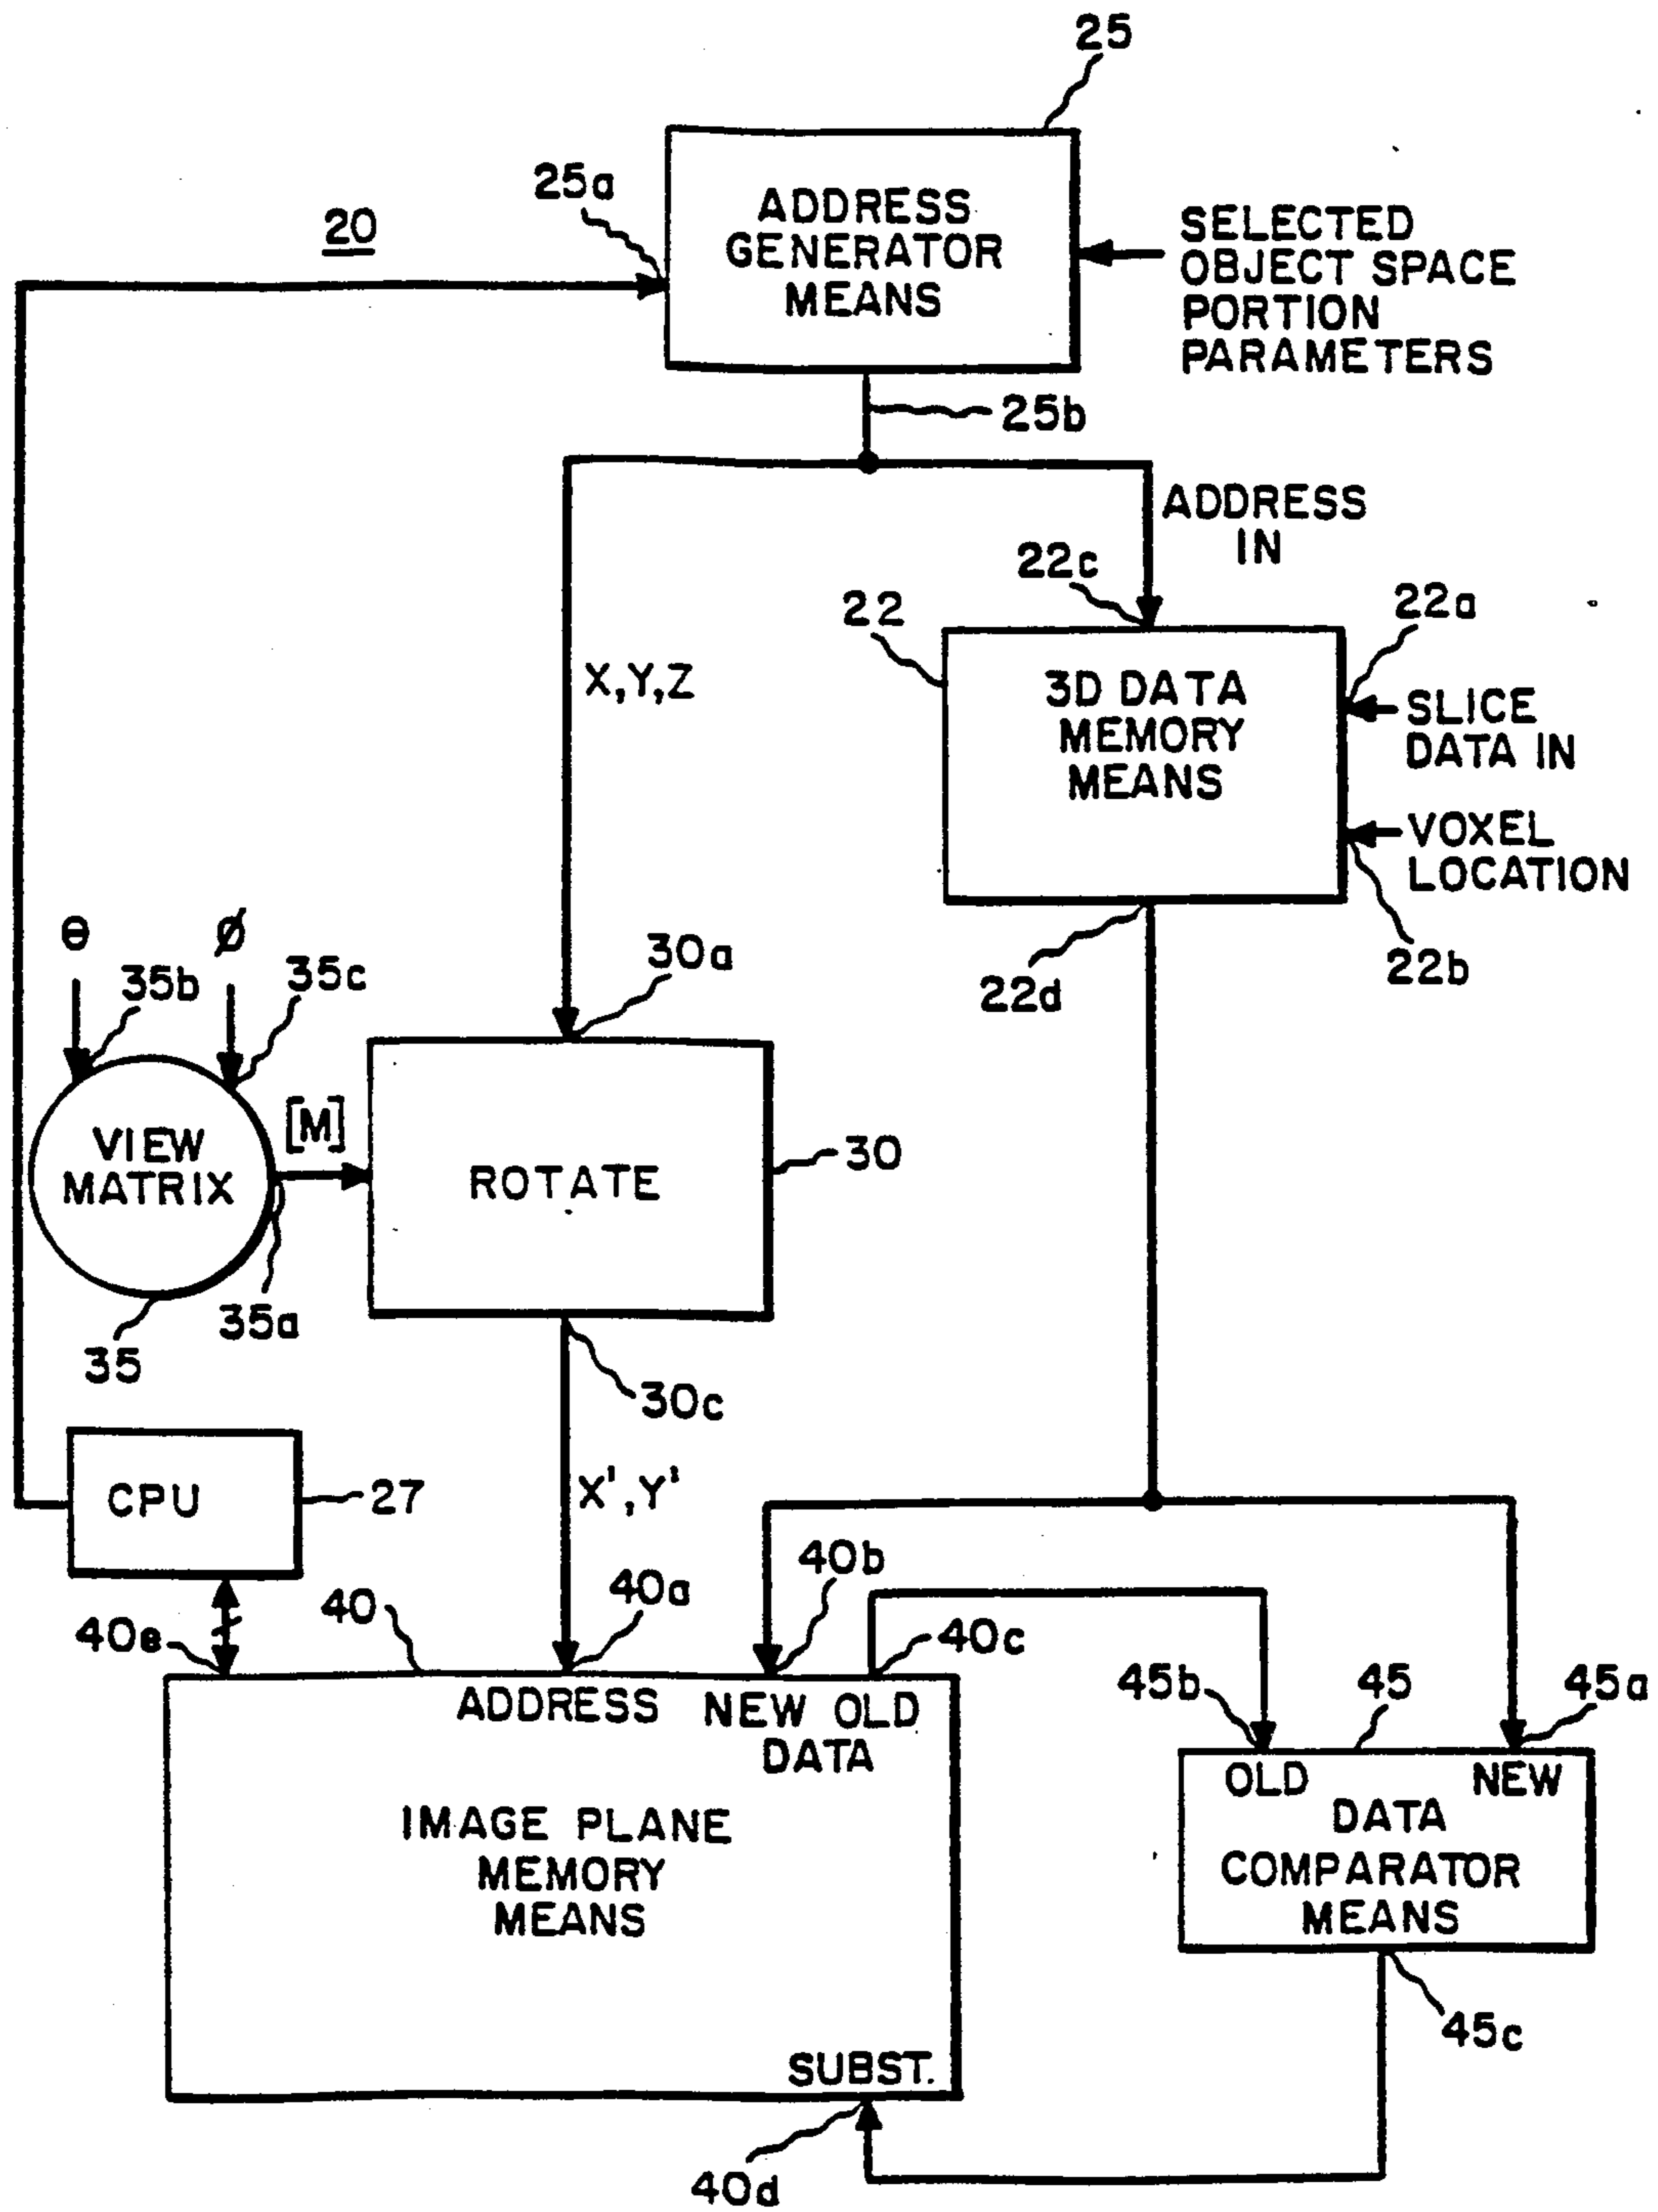 25
25a
20
ADDRESS
GENERATOR
MEANS
SELECTED
OBJECT SPACE
PORTION
PARAMETERS
25b
ADDRESS
IN
22c
22
22a
X,Y,Z
3D DATA
MEMORY
MEANS
SLICE
DATA IN
VOXEL
LOCATION
22b
22d
θ
ø
35b
35c
30a
VIEW
MATRIX
[M]
ROTATE
30
35a
35
30c
CPU
27
X',Y'
40b
40e
40
40a
40c
45b
45
45a
ADDRESS
NEW OLD
DATA
OLD
NEW
DATA
COMPARATOR
MEANS
IMAGE PLANE
MEMORY
MEANS
45c
SUBST.
40d